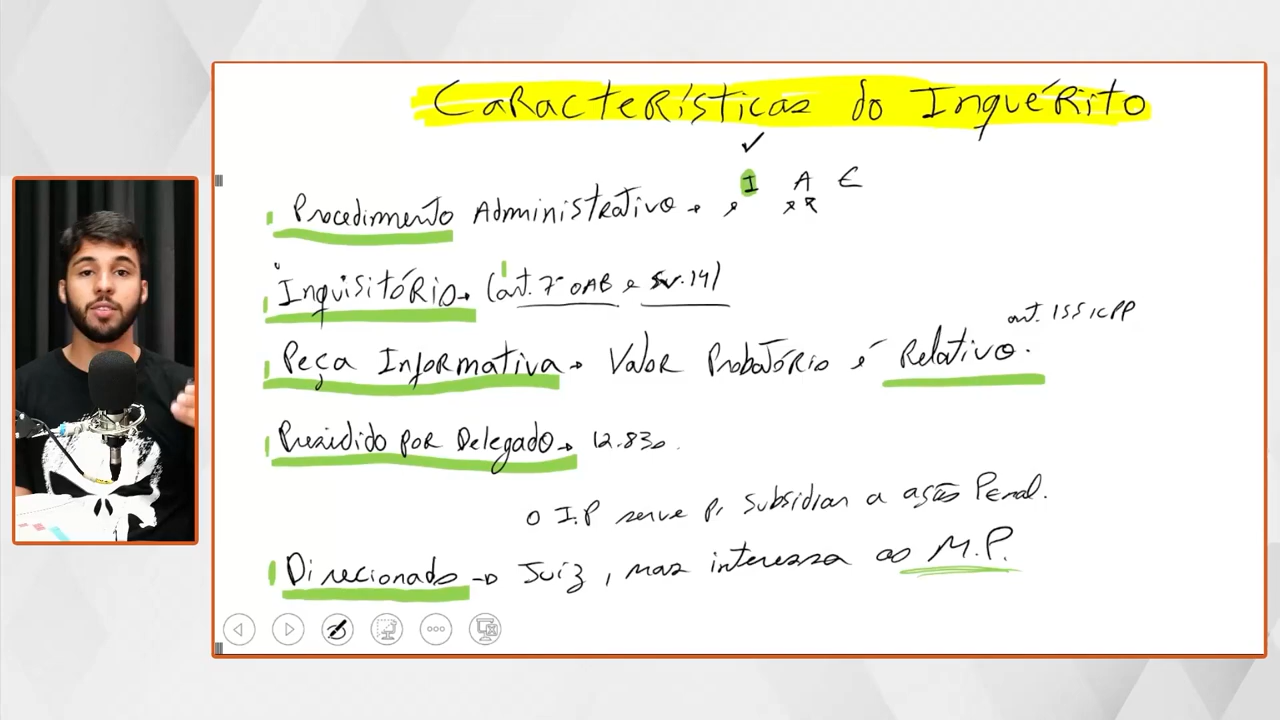 Características do Inquérito
✓
I A E
Procedimento Administrativo →
Inquisitório → (art. 7º OAB e SV.14)
art. 155 CPP
Peça Informativa → Valor Probatório é Relativo.
Presidido por Delegado → 12.830.
O I.P serve p/ subsidiar a ação Penal.
Direcionado → Juiz, mas interessa ao M.P.